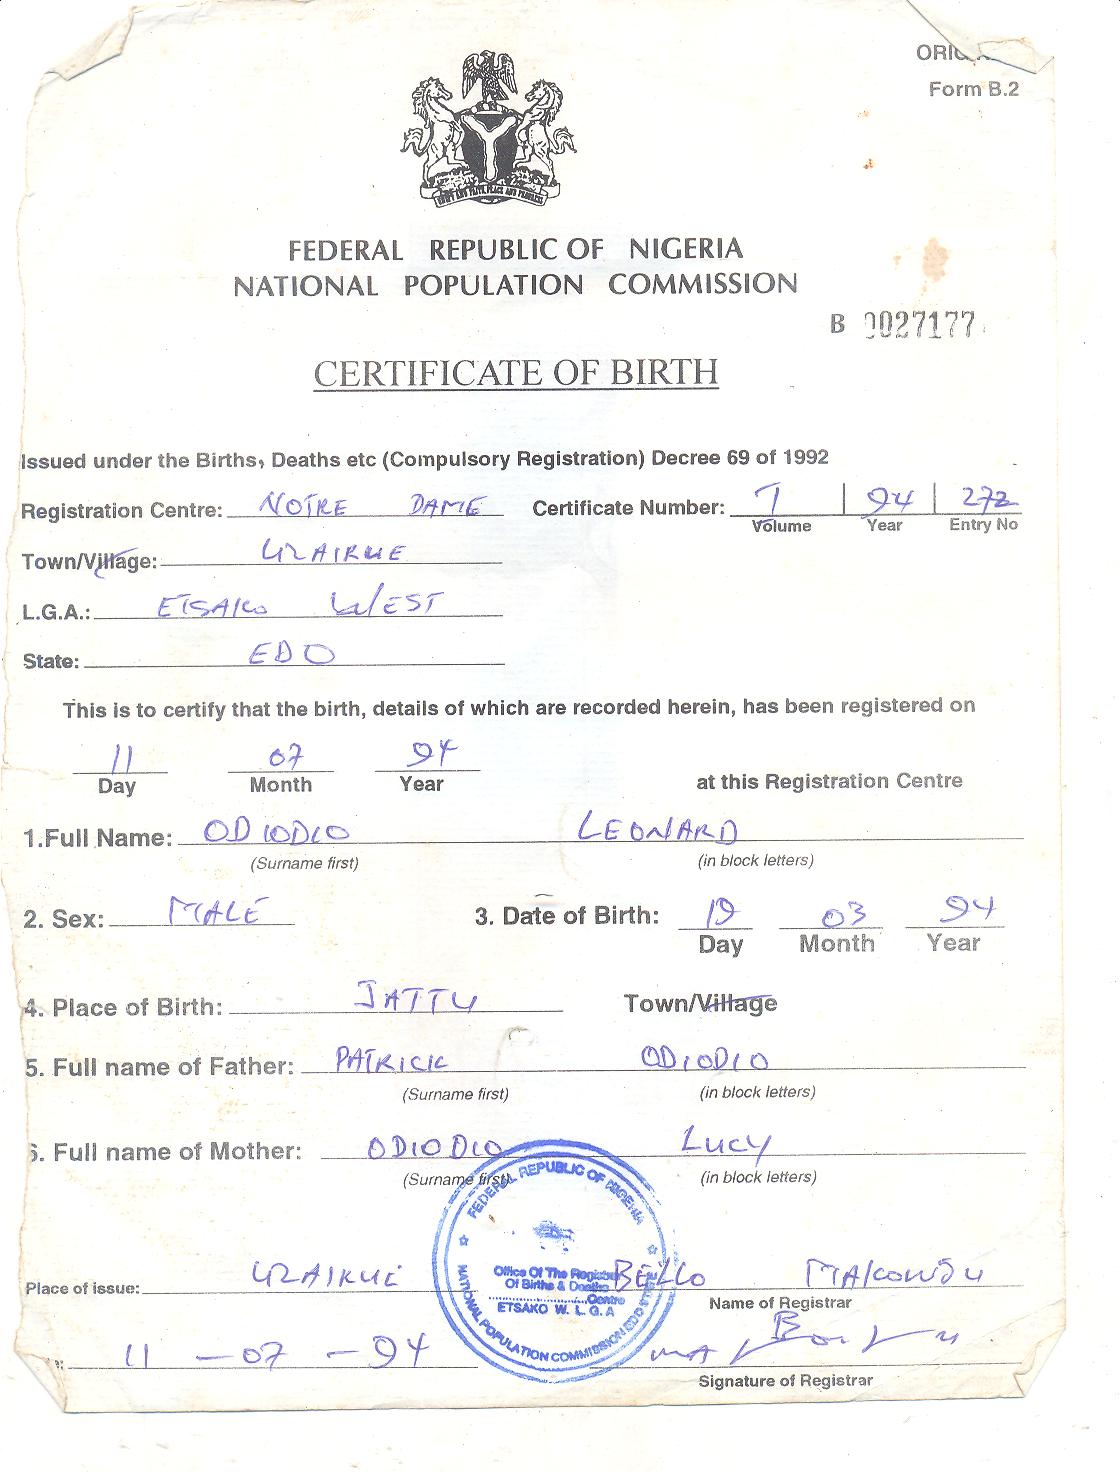 ORIG
Form B.2
UNITY AND FAITH, PEACE AND PROGRESS
FEDERAL REPUBLIC OF NIGERIA
NATIONAL POPULATION COMMISSION
B 0027177
CERTIFICATE OF BIRTH
Issued under the Births, Deaths etc (Compulsory Registration) Decree 69 of 1992
Registration Centre: NOTRE DAME Certificate Number: 1 | 94 | 272
Volume Year Entry No
Town/Village: UZAIRUE
L.G.A.: ETSAKO WEST
State: EDO
This is to certify that the birth, details of which are recorded herein, has been registered on
11 07 94
Day Month Year at this Registration Centre
1.Full Name: ODIODIO LEONARD
(Surname first) (in block letters)
2. Sex: MALE 3. Date of Birth: 19 03 94
Day Month Year
4. Place of Birth: JATTU Town/Village
5. Full name of Father: PATRICK ODIODIO
(Surname first) (in block letters)
6. Full name of Mother: ODIODIO LUCY
(Surname first) (in block letters)
FEDERAL REPUBLIC OF NIGERIA
Office Of The Registrar
Of Births & Deaths
Centre
ETSAKO W. L. G. A
NATIONAL POPULATION COMMISSION EDO STATE
Place of issue: UZAIRUE BELLO MAKOWSU
Name of Registrar
11 - 07 - 94
Signature of Registrar